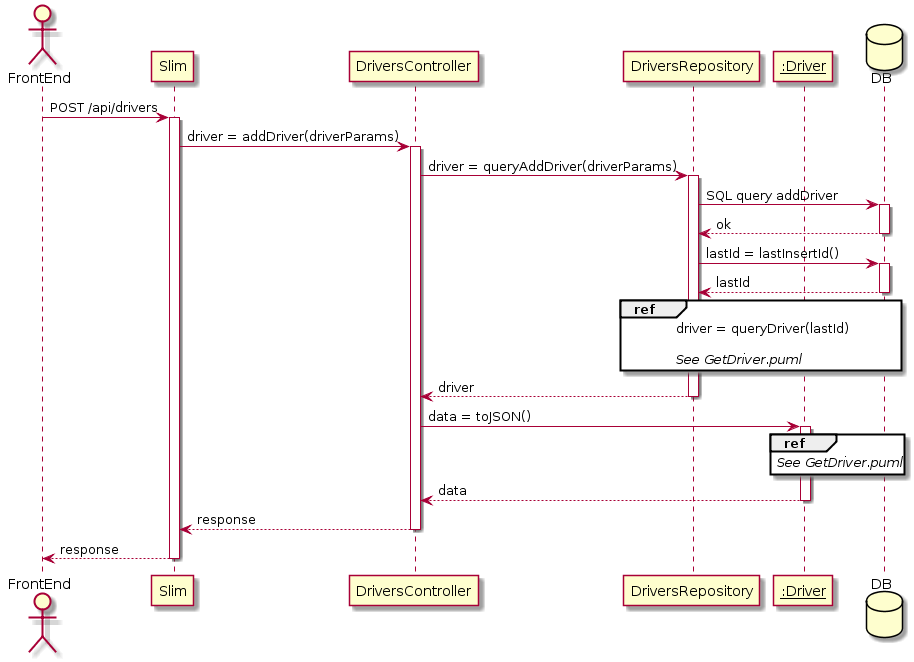 FrontEnd
Slim
DriversController
DriversRepository
:Driver
DB
POST /api/drivers
driver = addDriver(driverParams)
driver = queryAddDriver(driverParams)
SQL query addDriver
ok
lastId = lastInsertId()
lastId
ref
driver = queryDriver(lastId)
See GetDriver.puml
driver
data = toJSON()
ref
See GetDriver.puml
data
response
response
FrontEnd
Slim
DriversController
DriversRepository
:Driver
DB